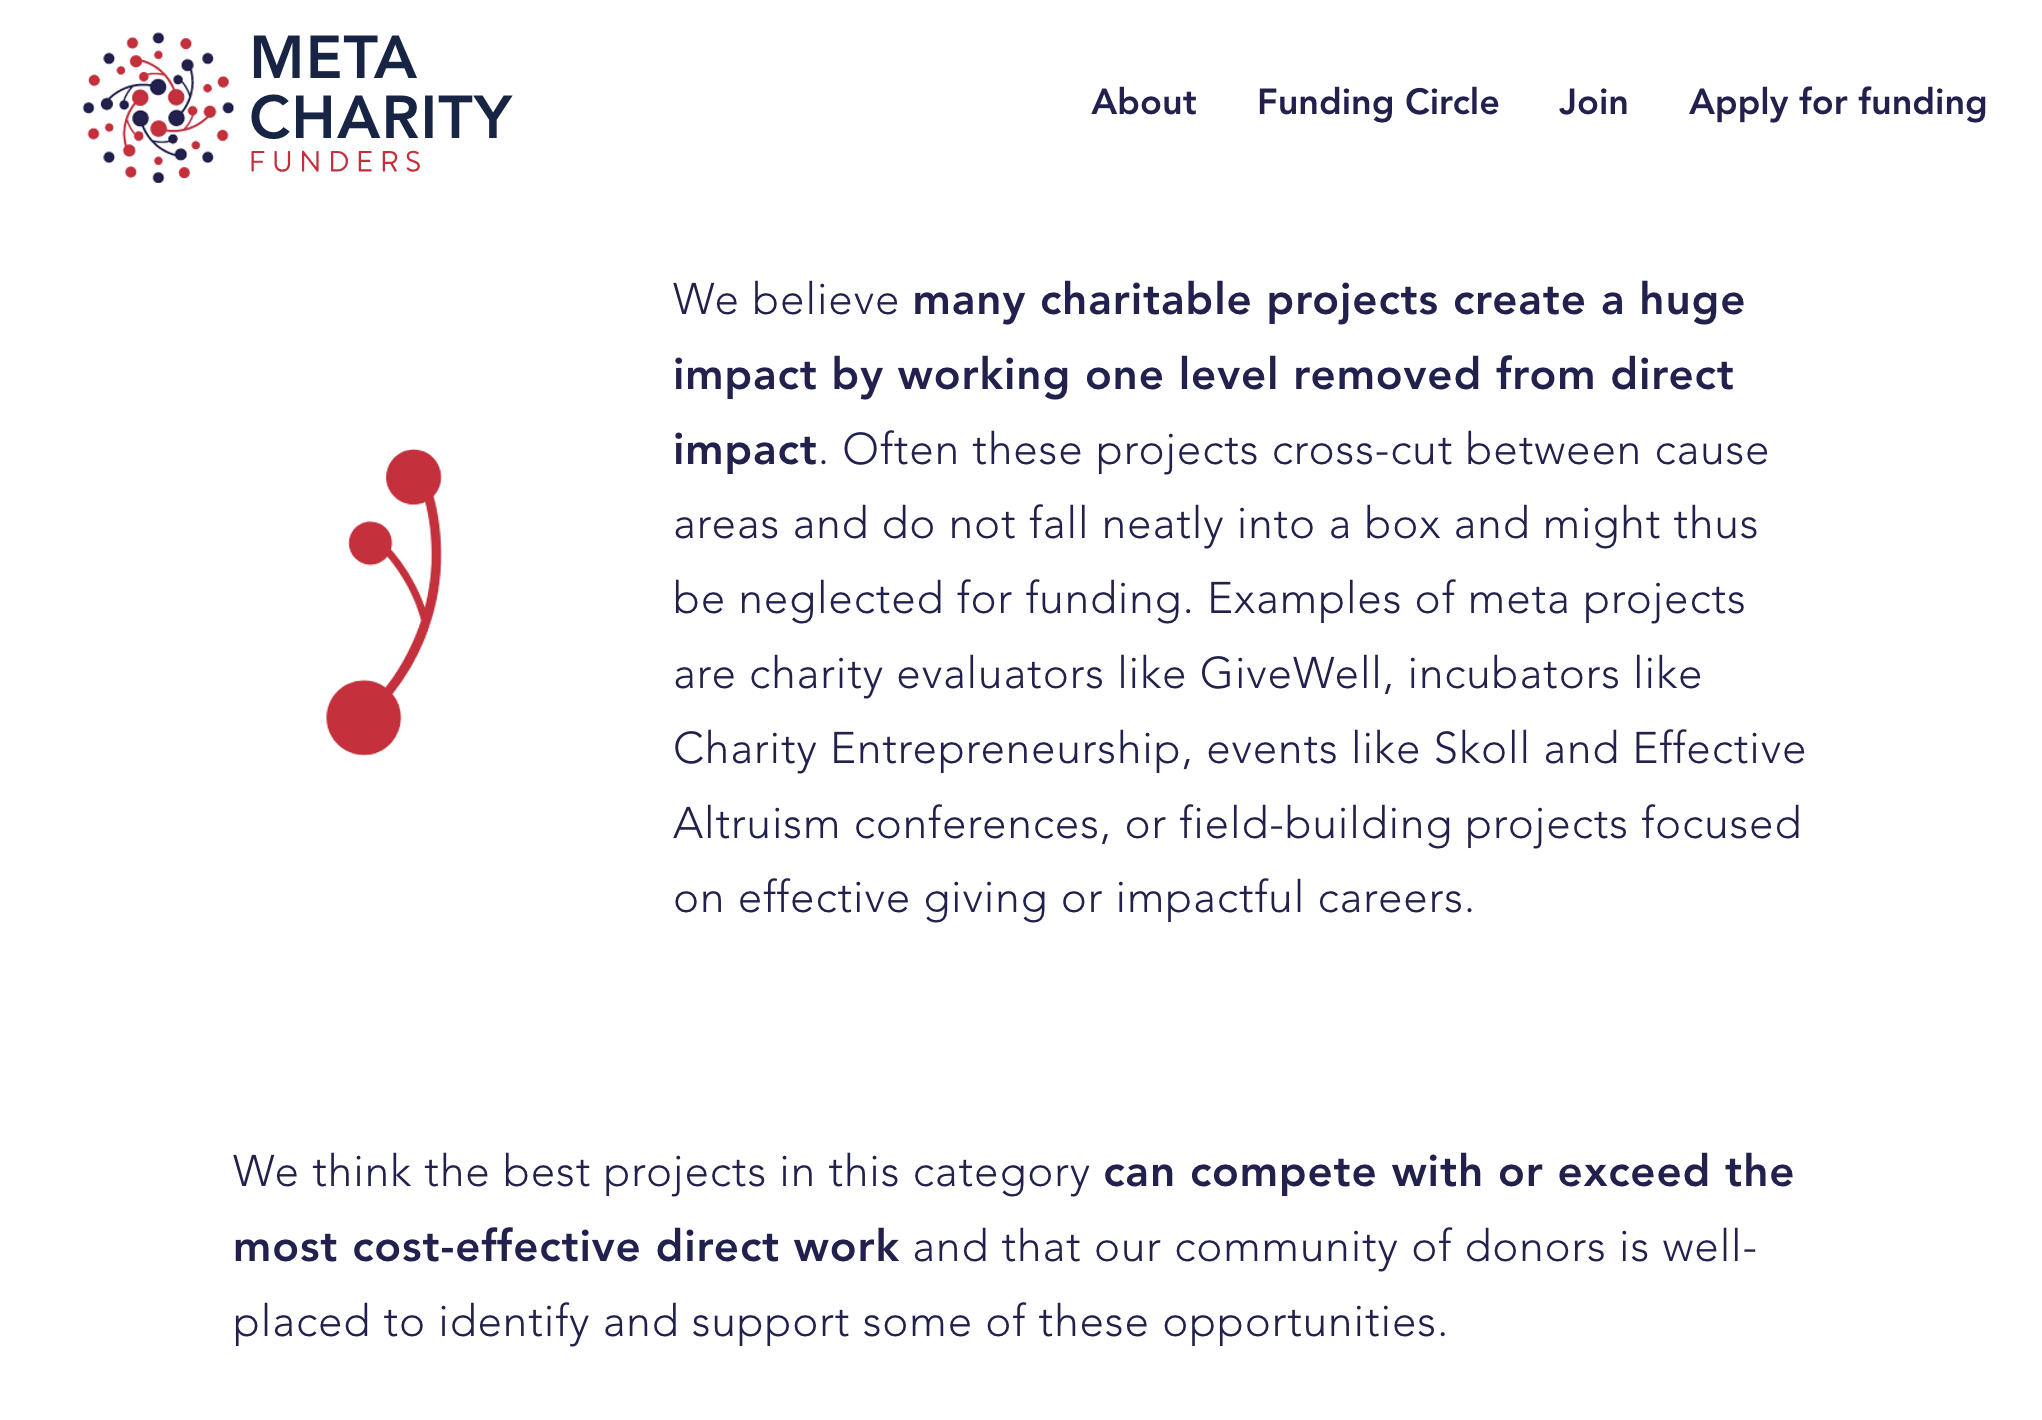 META
CHARITY
FUNDERS
About Funding Circle Join Apply for funding
We believe many charitable projects create a huge
impact by working one level removed from direct
impact. Often these projects cross-cut between cause
areas and do not fall neatly into a box and might thus
be neglected for funding. Examples of meta projects
are charity evaluators like GiveWell, incubators like
Charity Entrepreneurship, events like Skoll and Effective
Altruism conferences, or field-building projects focused
on effective giving or impactful careers.
We think the best projects in this category can compete with or exceed the
most cost-effective direct work and that our community of donors is well-
placed to identify and support some of these opportunities.